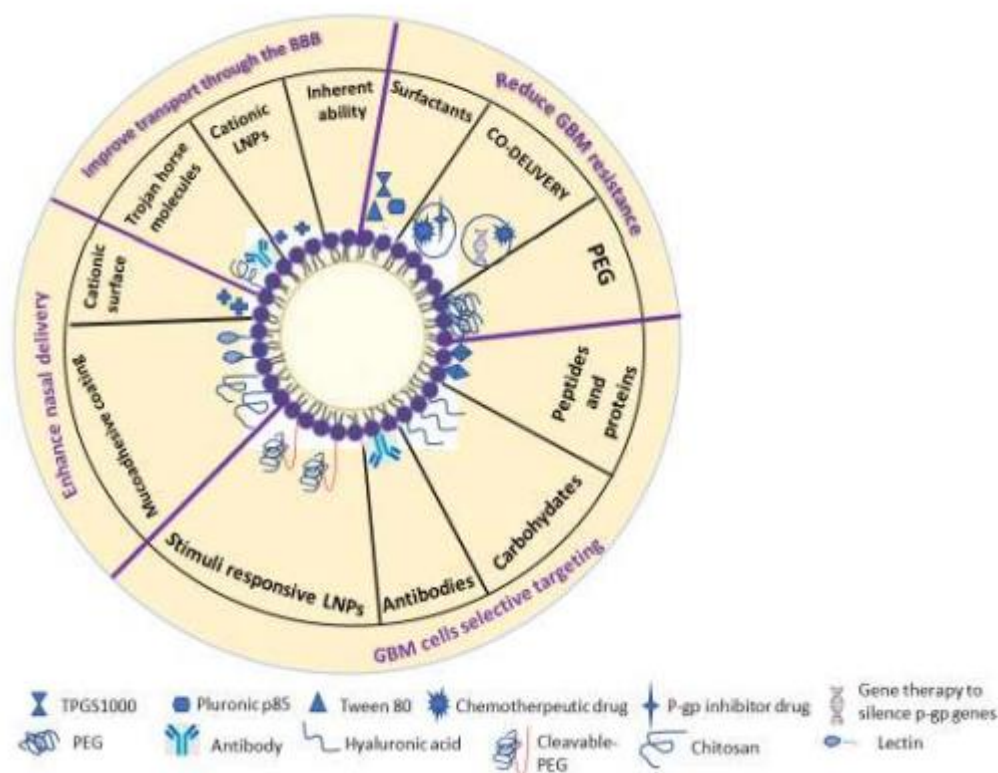 Improve transport through the BBB
Reduce GBM resistance
GBM cells selective targeting
Enhance nasal delivery
Cationic
surface
Trojan horse
molecules
Cationic
LNPs
Inherent
ability
Surfactants
CO-DELIVERY
PEG
Peptides
and
proteins
Carbohydates
Antibodies
Stimuli responsive LNPs
Mucoadhesive coating
TPGS1000
Pluronic p85
Tween 80
Chemotherpeutic drug
P-gp inhibitor drug
Gene therapy to
silence p-gp genes
PEG
Antibody
Hyaluronic acid
Cleavable-
PEG
Chitosan
Lectin